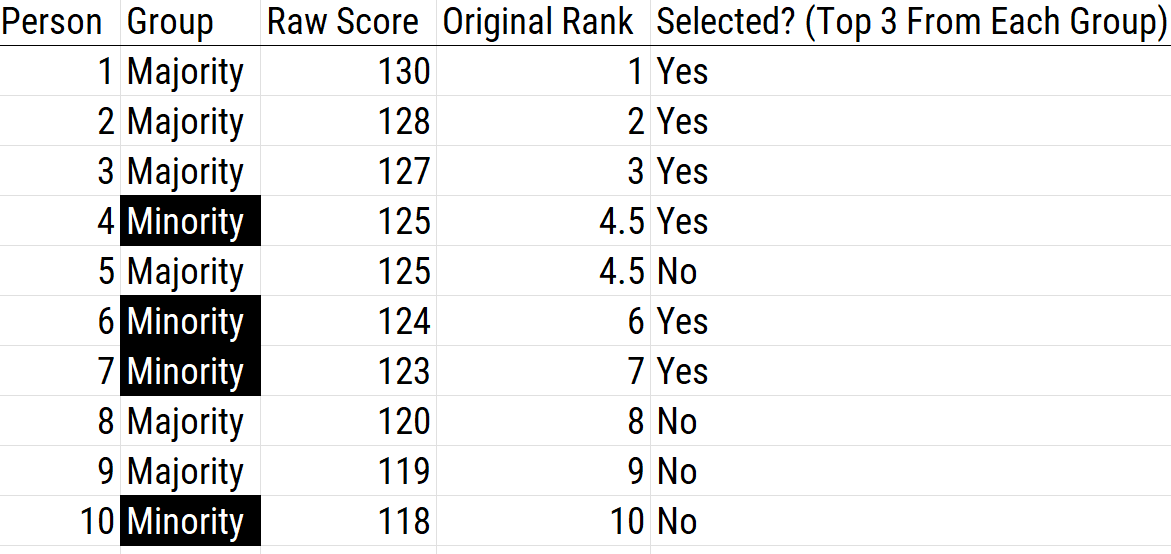 Person Group Raw Score Original Rank Selected? (Top 3 From Each Group)
1 Majority 130 1 Yes
2 Majority 128 2 Yes
3 Majority 127 3 Yes
4 Minority 125 4.5 Yes
5 Majority 125 4.5 No
6 Minority 124 6 Yes
7 Minority 123 7 Yes
8 Majority 120 8 No
9 Majority 119 9 No
10 Minority 118 10 No